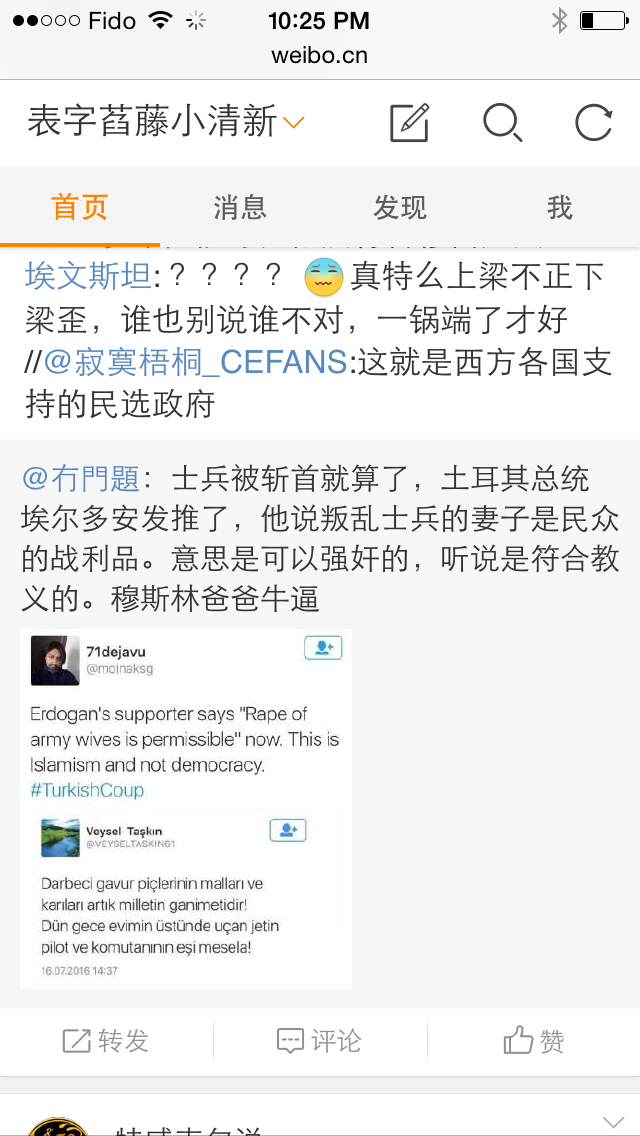 Fido 10:25 PM
weibo.cn
表字萏藤小清新
首页 消息 发现 我
埃文斯坦:？？？？真特么上梁不正下
梁歪，谁也别说谁不对，一锅端了才好
//@寂寞梧桐_CEFANS:这就是西方各国支
持的民选政府
@冇門題：士兵被斩首就算了，土耳其总统
埃尔多安发推了，他说叛乱士兵的妻子是民众
的战利品。意思是可以强奸的，听说是符合教
义的。穆斯林爸爸牛逼
71dejavu
@moinaksg
Erdogan's supporter says "Rape of
army wives is permissible" now. This is
Islamism and not democracy.
#TurkishCoup
Veysel Taşkın
@VEYSELTASKIN61
Darbeci gavur piçlerinin malları ve
karıları artık milletin ganimetidir!
Dün gece evimin üstünde uçan jetin
pilot ve komutanının eşi mesela!
16.07.2016 14:37
转发 评论 赞